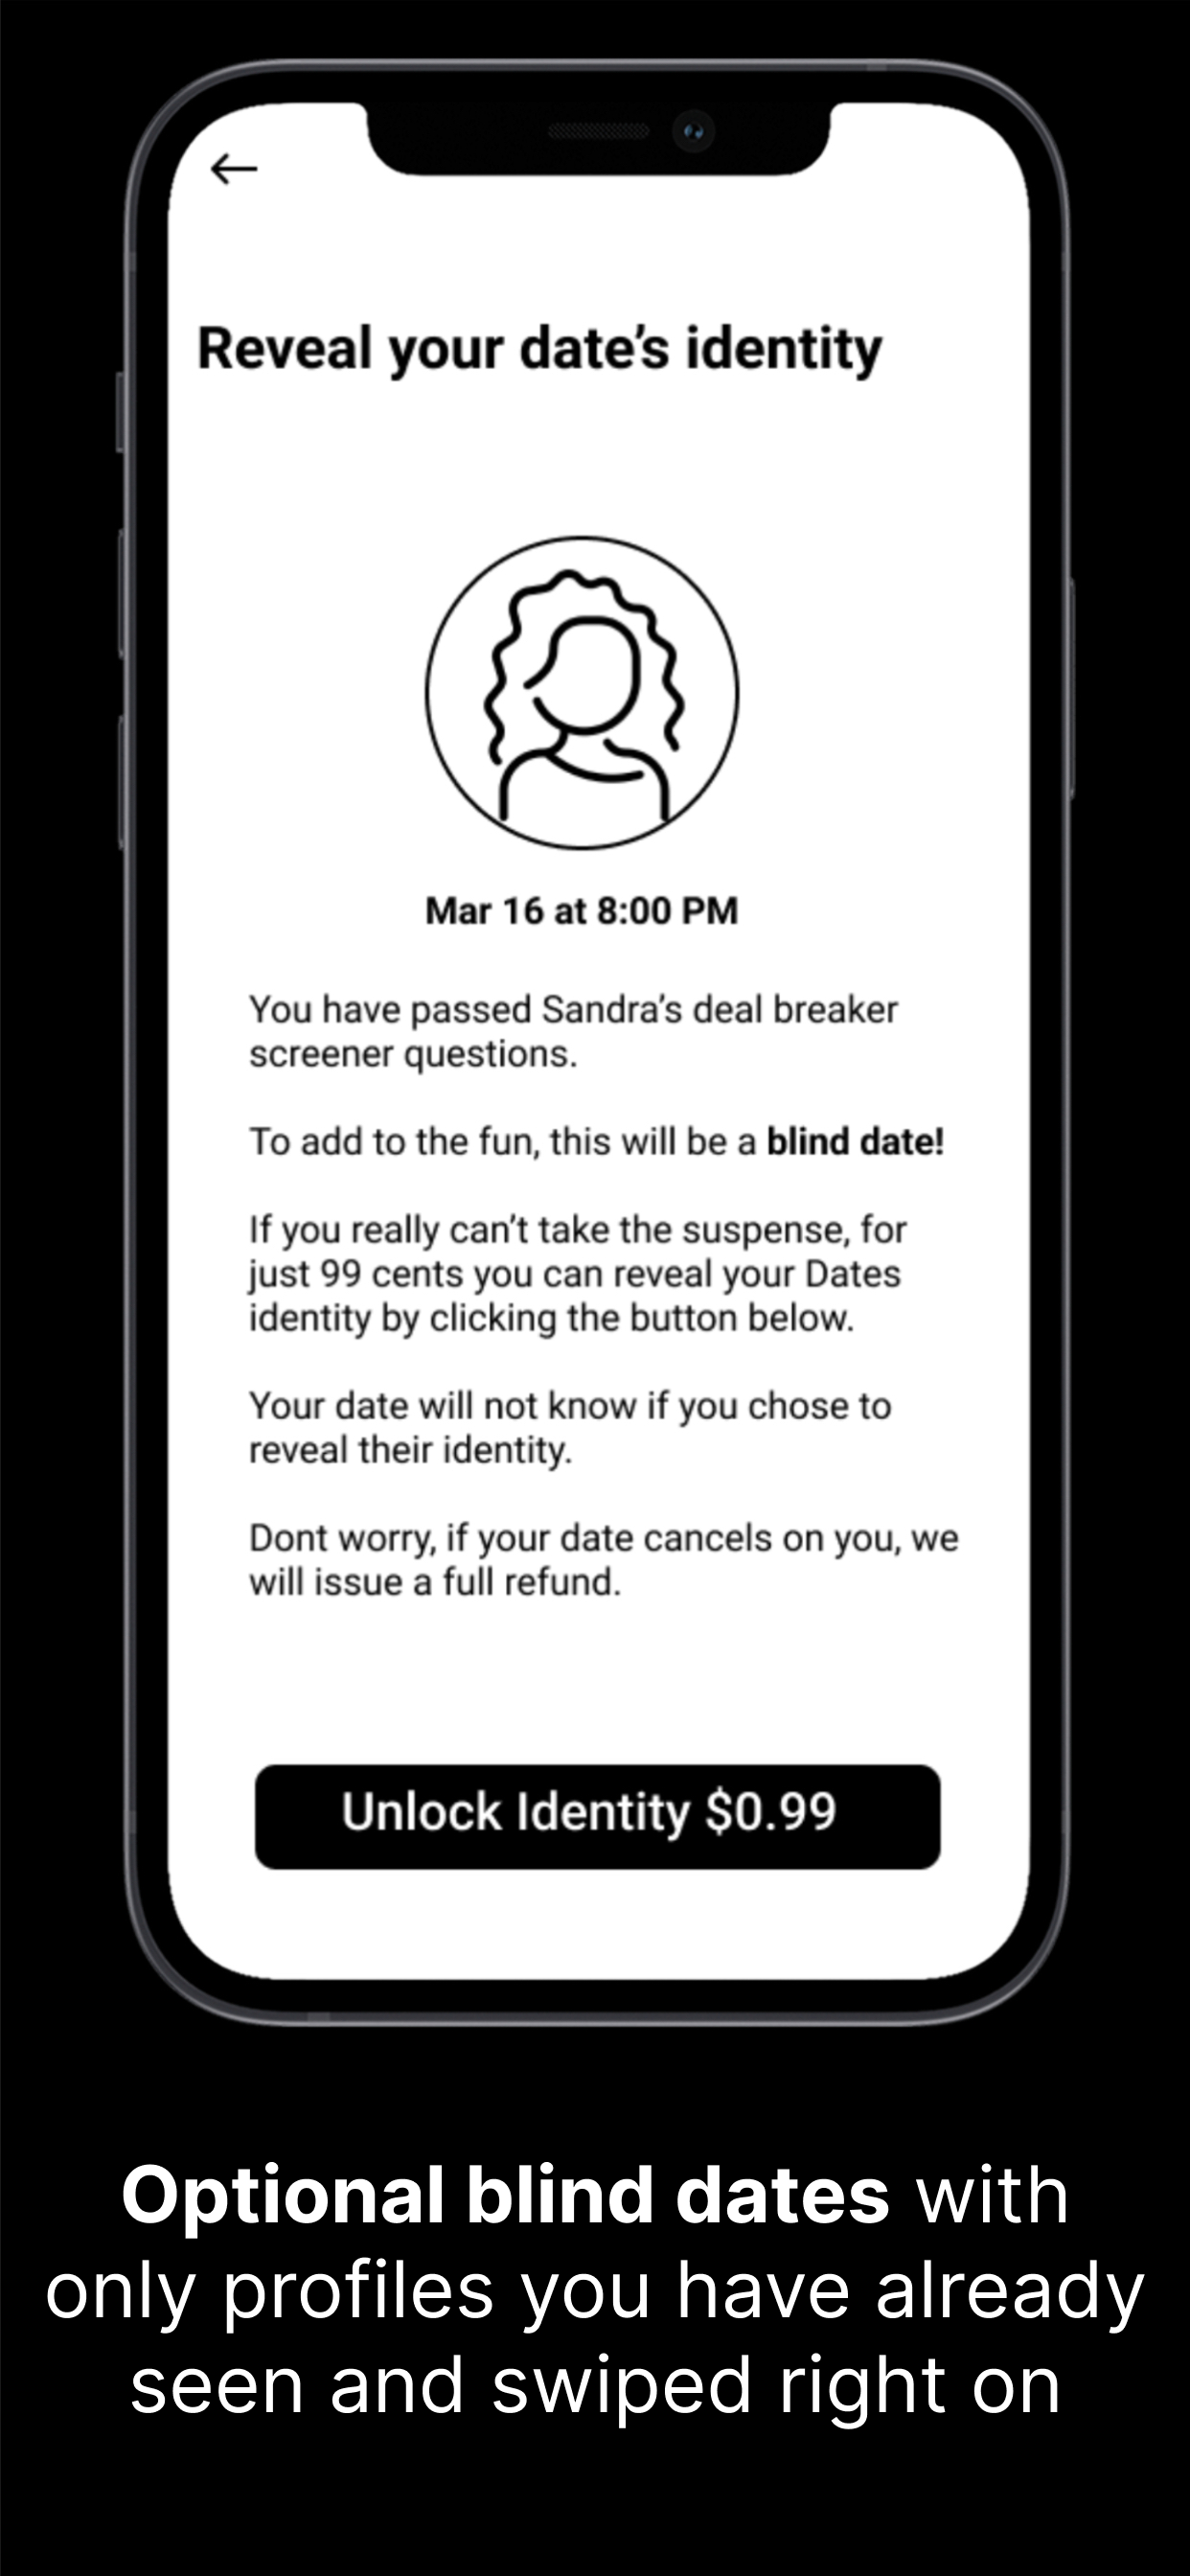 Reveal your date’s identity
Mar 16 at 8:00 PM
You have passed Sandra’s deal breaker
screener questions.
To add to the fun, this will be a blind date!
If you really can’t take the suspense, for
just 99 cents you can reveal your Dates
identity by clicking the button below.
Your date will not know if you chose to
reveal their identity.
Dont worry, if your date cancels on you, we
will issue a full refund.
Unlock Identity $0.99
Optional blind dates with
only profiles you have already
seen and swiped right on